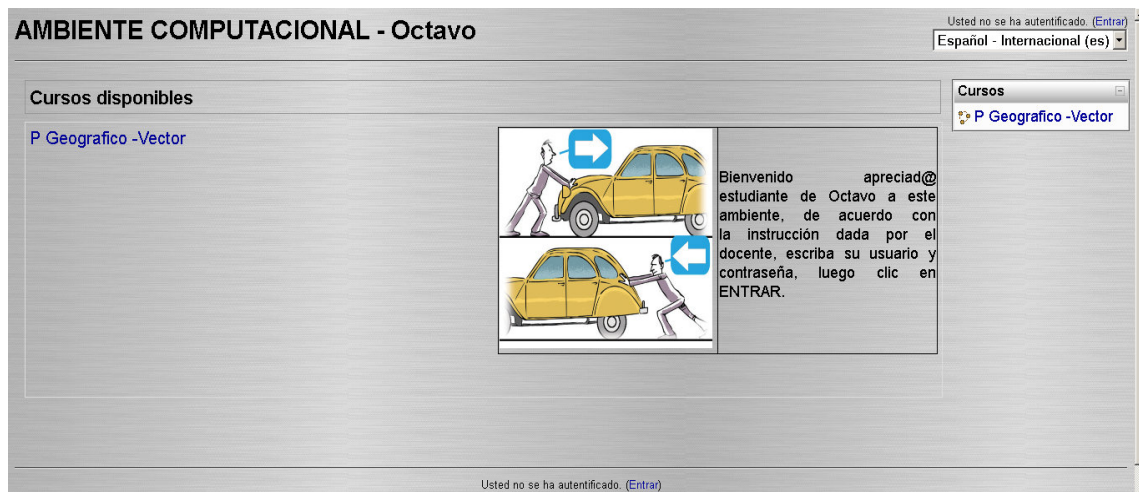 AMBIENTE COMPUTACIONAL - Octavo
Usted no se ha autentificado. (Entrar)
Español - Internacional (es)
Cursos disponibles
P Geografico -Vector
Bienvenido apreciad@
estudiante de Octavo a este
ambiente, de acuerdo con
la instrucción dada por el
docente, escriba su usuario y
contraseña, luego clic en
ENTRAR.
Cursos
P Geografico -Vector
Usted no se ha autentificado. (Entrar)